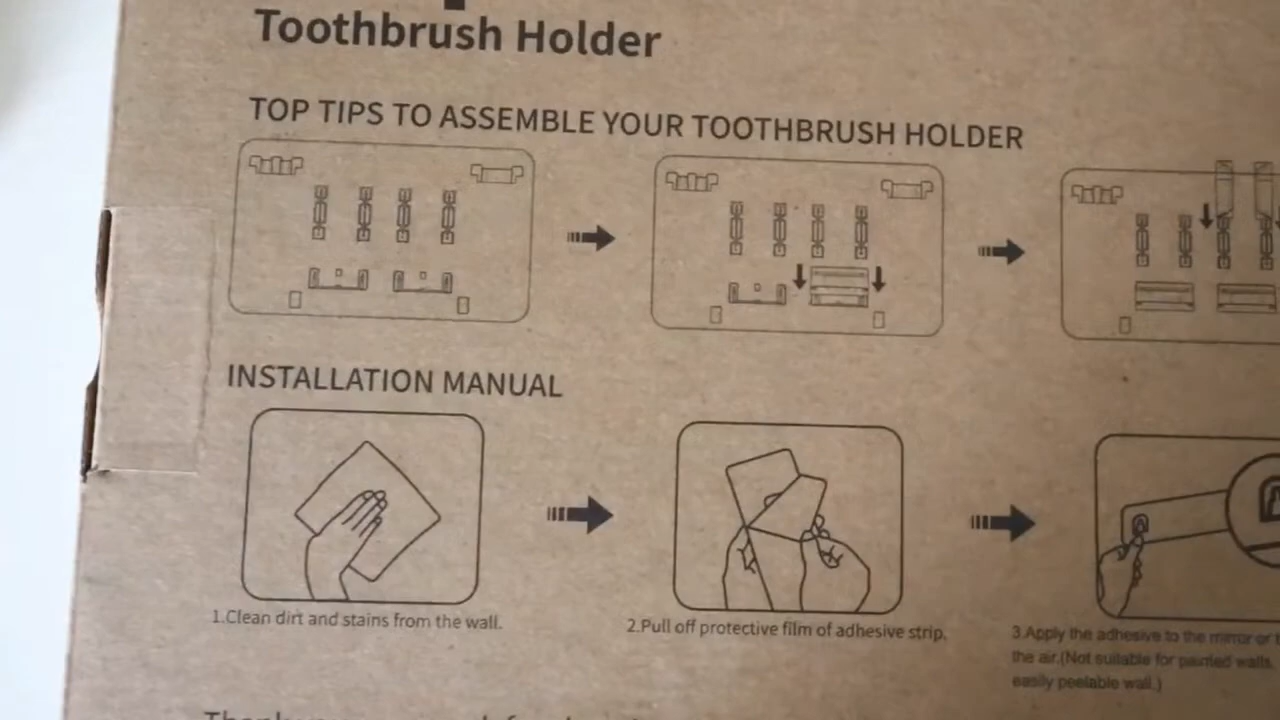 Toothbrush Holder
TOP TIPS TO ASSEMBLE YOUR TOOTHBRUSH HOLDER
INSTALLATION MANUAL
1.Clean dirt and stains from the wall.
2.Pull off protective film of adhesive strip.
3.Apply the adhesive to the mirror or
the air.(Not suitable for painted walls,
easily peelable wall.)